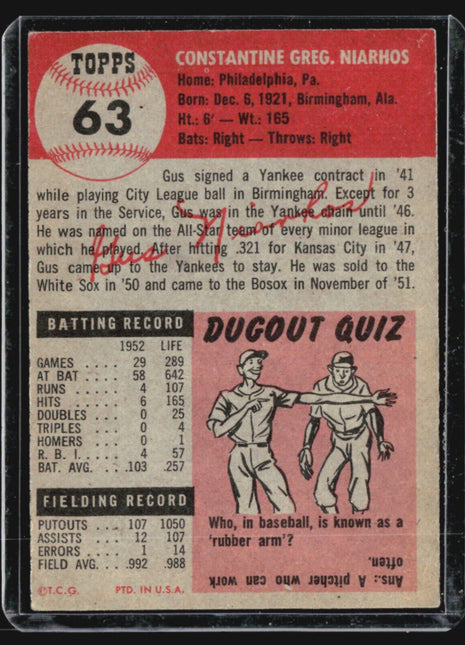 TOPPS
63
CONSTANTINE GREG. NIARHOS
Home: Philadelphia, Pa.
Born: Dec. 6, 1921, Birmingham, Ala.
Ht.: 6' — Wt.: 165
Bats: Right — Throws: Right
Gus signed a Yankee contract in '41
while playing City League ball in Birmingham. Except for 3
years in the Service, Gus was in the Yankee chain until '46.
He was named on the All-Star team of every minor league in
which he played. After hitting .321 for Kansas City in '47,
Gus came up to the Yankees to stay. He was sold to the
White Sox in '50 and came to the Bosox in November of '51.
Gus Niarhos
BATTING RECORD
1952 LIFE
GAMES .... 29 289
AT BAT .... 58 642
RUNS .... 4 107
HITS .... 6 165
DOUBLES .... 0 25
TRIPLES .... 0 4
HOMERS .... 0 1
R. B. I. .... 4 57
BAT. AVG. ... .103 .257
FIELDING RECORD
PUTOUTS ... 107 1050
ASSISTS ... 12 107
ERRORS .... 1 14
FIELD AVG. ... .992 .988
©T.C.G. PTD. IN U.S.A.
DUGOUT QUIZ
Who, in baseball, is known as a
'rubber arm'?
Ans.: A pitcher who can work
often.